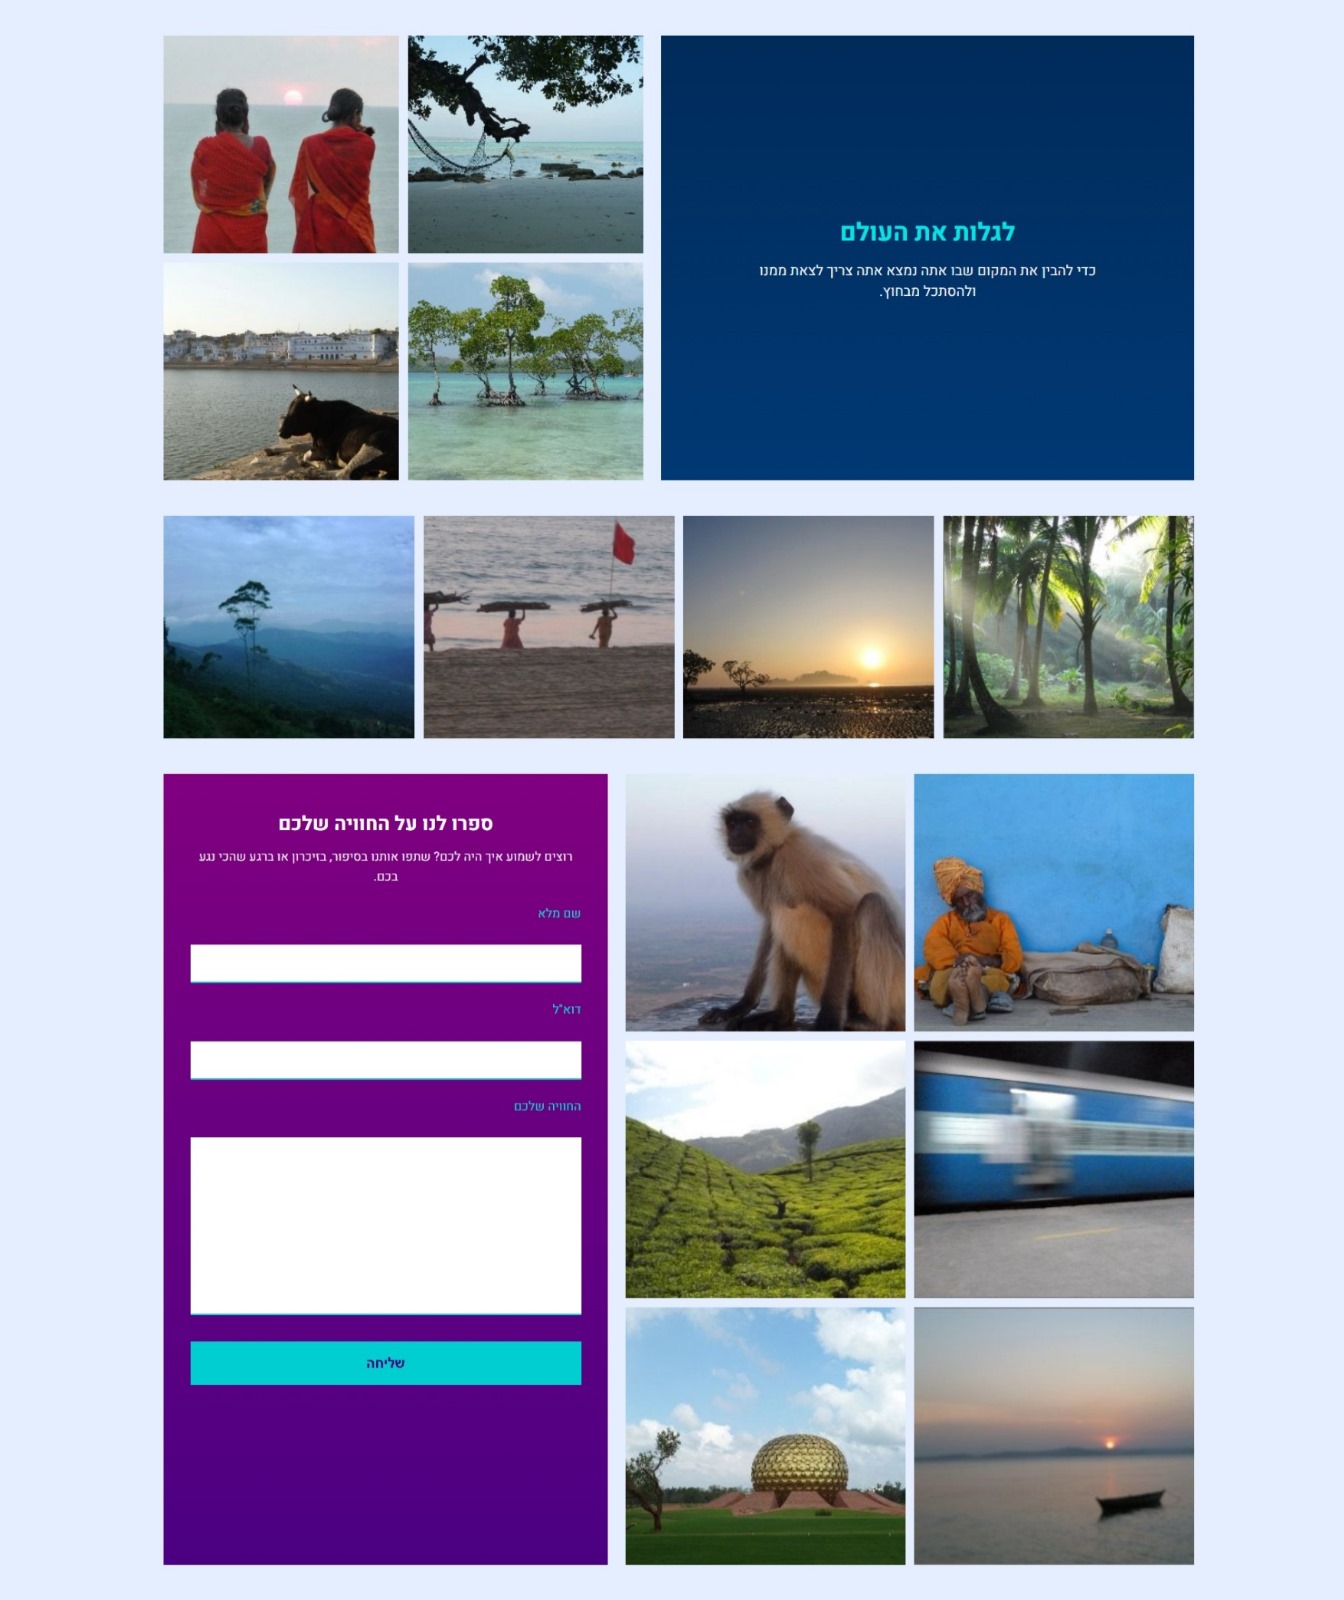 לגלות את העולם
כדי להבין את המקום שבו אתה נמצא אתה צריך לצאת ממנו
ולהסתכל מבחוץ.
ספרו לנו על החוויה שלכם
רוצים לשמוע איך היה לכם? שתפו אותנו בסיפור, בזיכרון או ברגע שהכי נגע
בכם.
שם מלא
דוא"ל
החוויה שלכם
שליחה